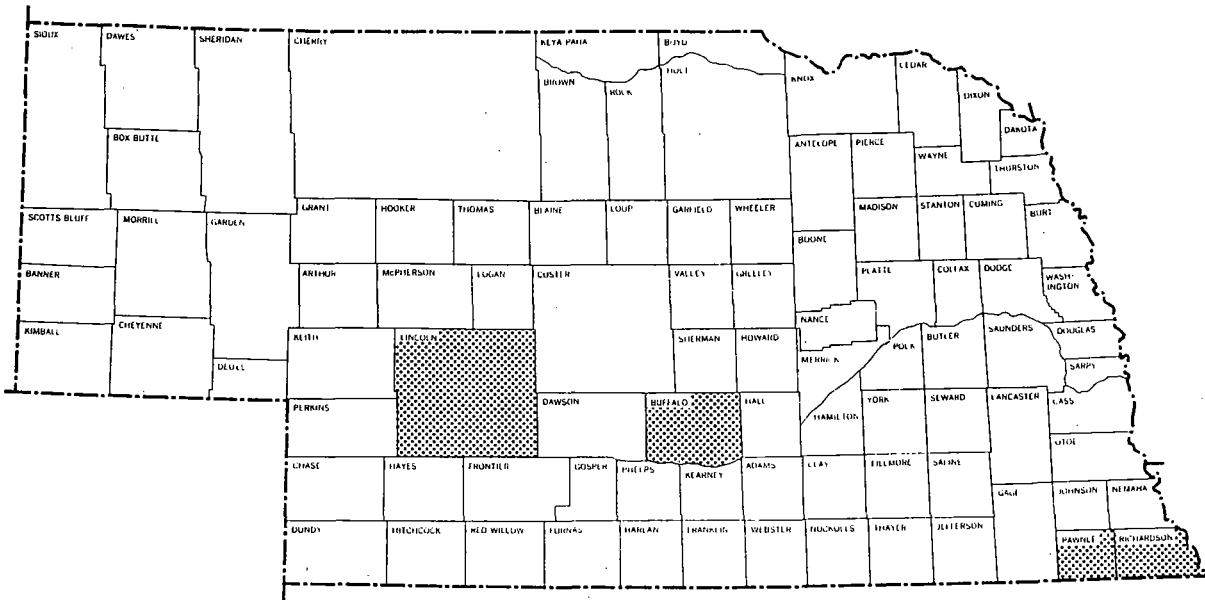 SIOUX
DAWES
SHERIDAN
CHERRY
KEYA PAHA
BOYD
KNOX
CEDAR
DIXON
DAKOTA
BOX BUTTE
BROWN
ROCK
HOLT
ANTELOPE
PIERCE
WAYNE
THURSTON
SCOTTS BLUFF
MORRILL
GARDEN
GRANT
HOOKER
THOMAS
BLAINE
LOUP
GARFIELD
WHEELER
MADISON
STANTON
CUMING
BURT
BOONE
BANNER
ARTHUR
McPHERSON
LOGAN
CUSTER
VALLEY
GREELEY
PLATTE
COLFAX
DODGE
WASH-
INGTON
NANCE
KIMBALL
CHEYENNE
DEUEL
KEITH
LINCOLN
SHERMAN
HOWARD
MERRICK
POLK
BUTLER
SAUNDERS
DOUGLAS
SARPY
PERKINS
DAWSON
BUFFALO
HALL
HAMILTON
YORK
SEWARD
LANCASTER
CASS
OTOE
CHASE
HAYES
FRONTIER
GOSPER
PHELPS
KEARNEY
ADAMS
CLAY
FILLMORE
SALINE
GAGE
JOHNSON
NEMAHA
DUNDY
HITCHCOCK
RED WILLOW
FURNAS
HARLAN
FRANKLIN
WEBSTER
NUCKOLLS
THAYER
JEFFERSON
PAWNEE
RICHARDSON